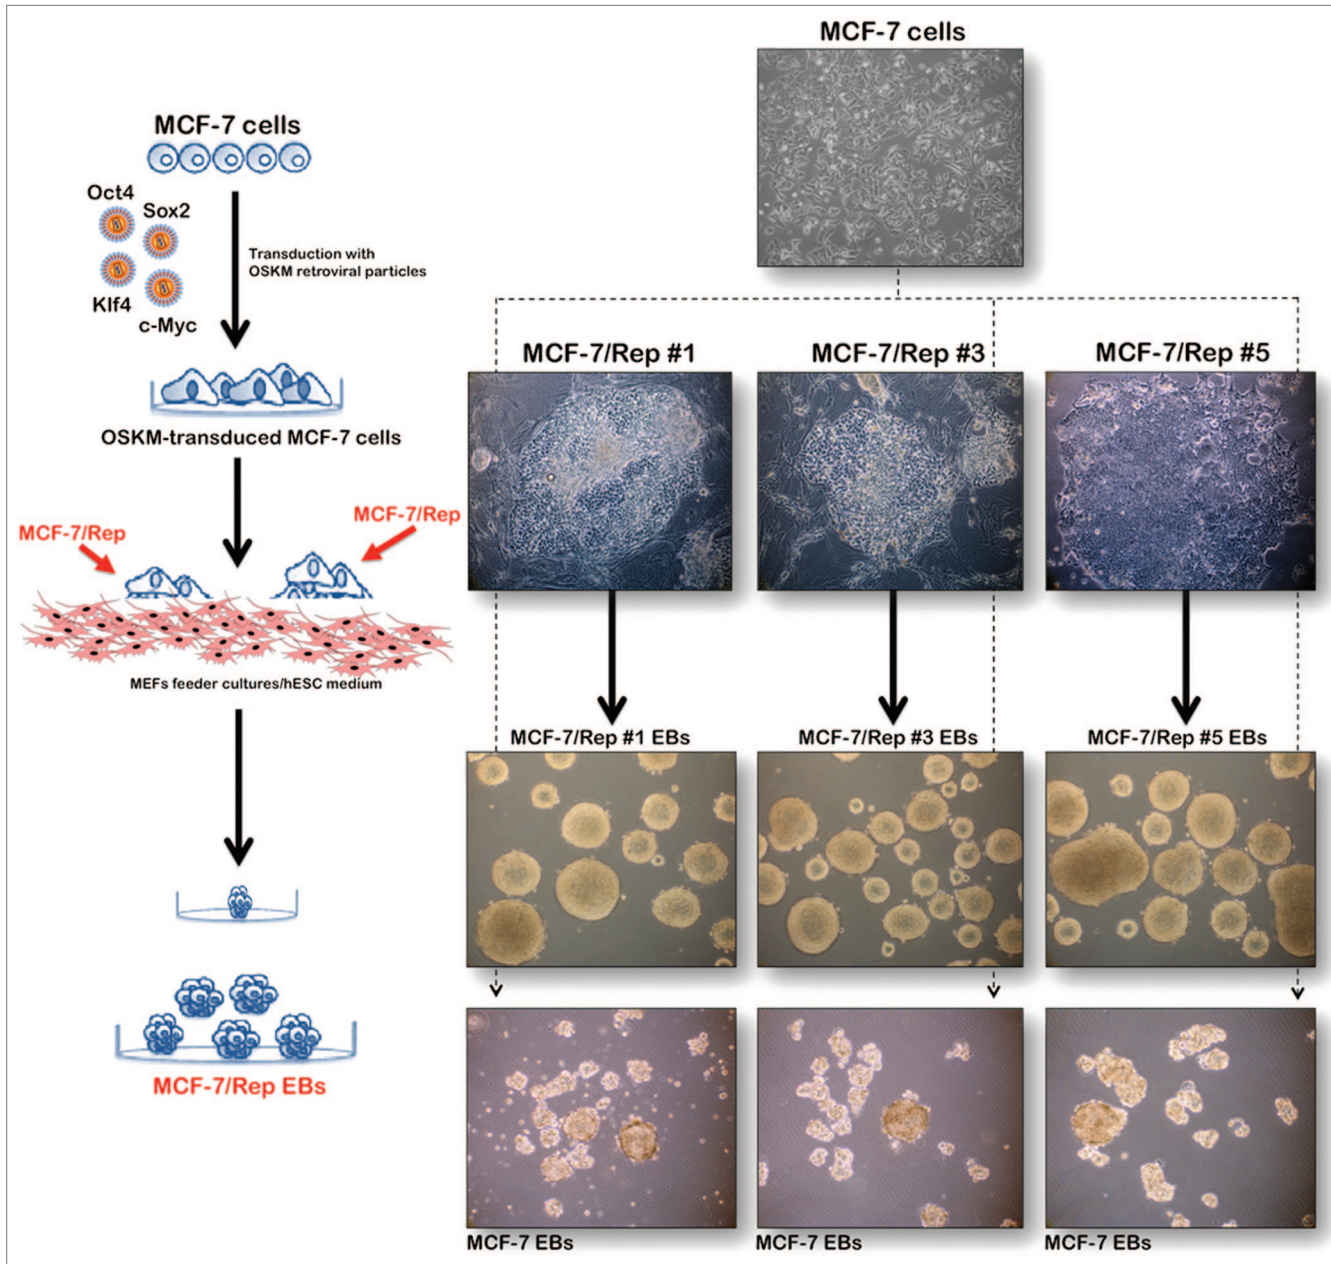 MCF-7 cells
Oct4
Sox2
Klf4
c-Myc
Transduction with
OSKM retroviral particles
OSKM-transduced MCF-7 cells
MCF-7/Rep
MCF-7/Rep
MEFs feeder cultures/hESC medium
MCF-7/Rep EBs
MCF-7 cells
MCF-7/Rep #1
MCF-7/Rep #3
MCF-7/Rep #5
MCF-7/Rep #1 EBs
MCF-7/Rep #3 EBs
MCF-7/Rep #5 EBs
MCF-7 EBs
MCF-7 EBs
MCF-7 EBs